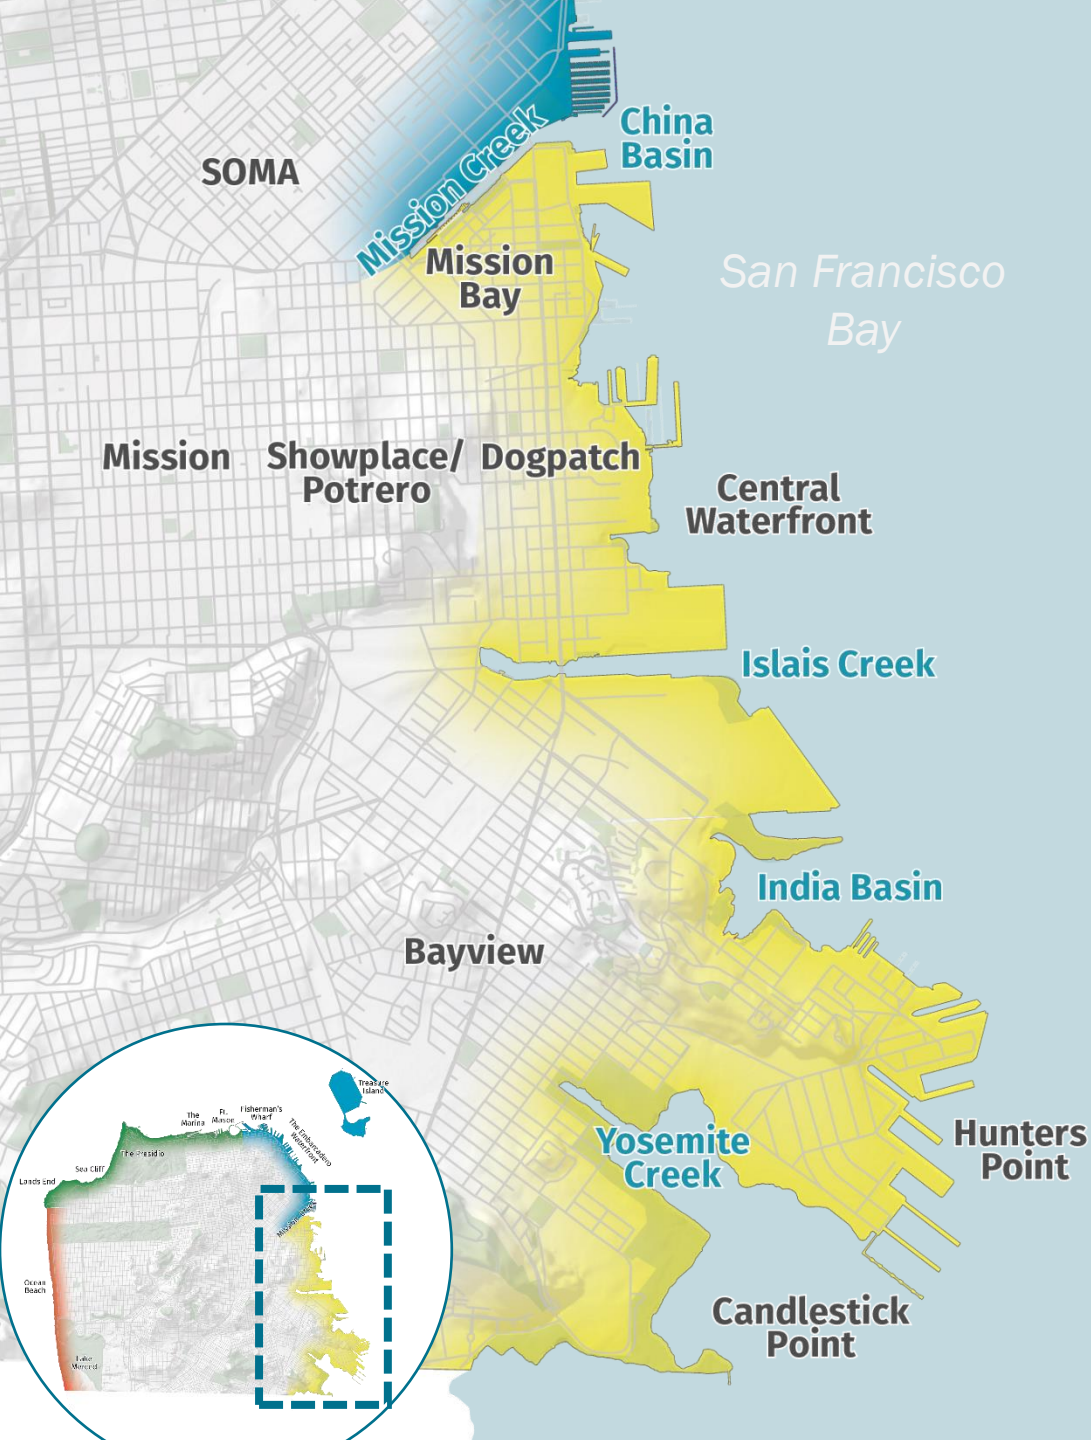 China
Basin
Mission Creek
SOMA
Mission
Bay
San Francisco
Bay
Mission
Showplace/
Potrero
Dogpatch
Central
Waterfront
Islais Creek
India Basin
Bayview
Yosemite
Creek
Hunters
Point
Candlestick
Point
Treasure
Island
The
Marina
Ft.
Mason
Fisherman's
Wharf
The Embarcadero
Waterfront
The Presidio
Sea Cliff
Lands End
Ocean
Beach
Lake
Merced